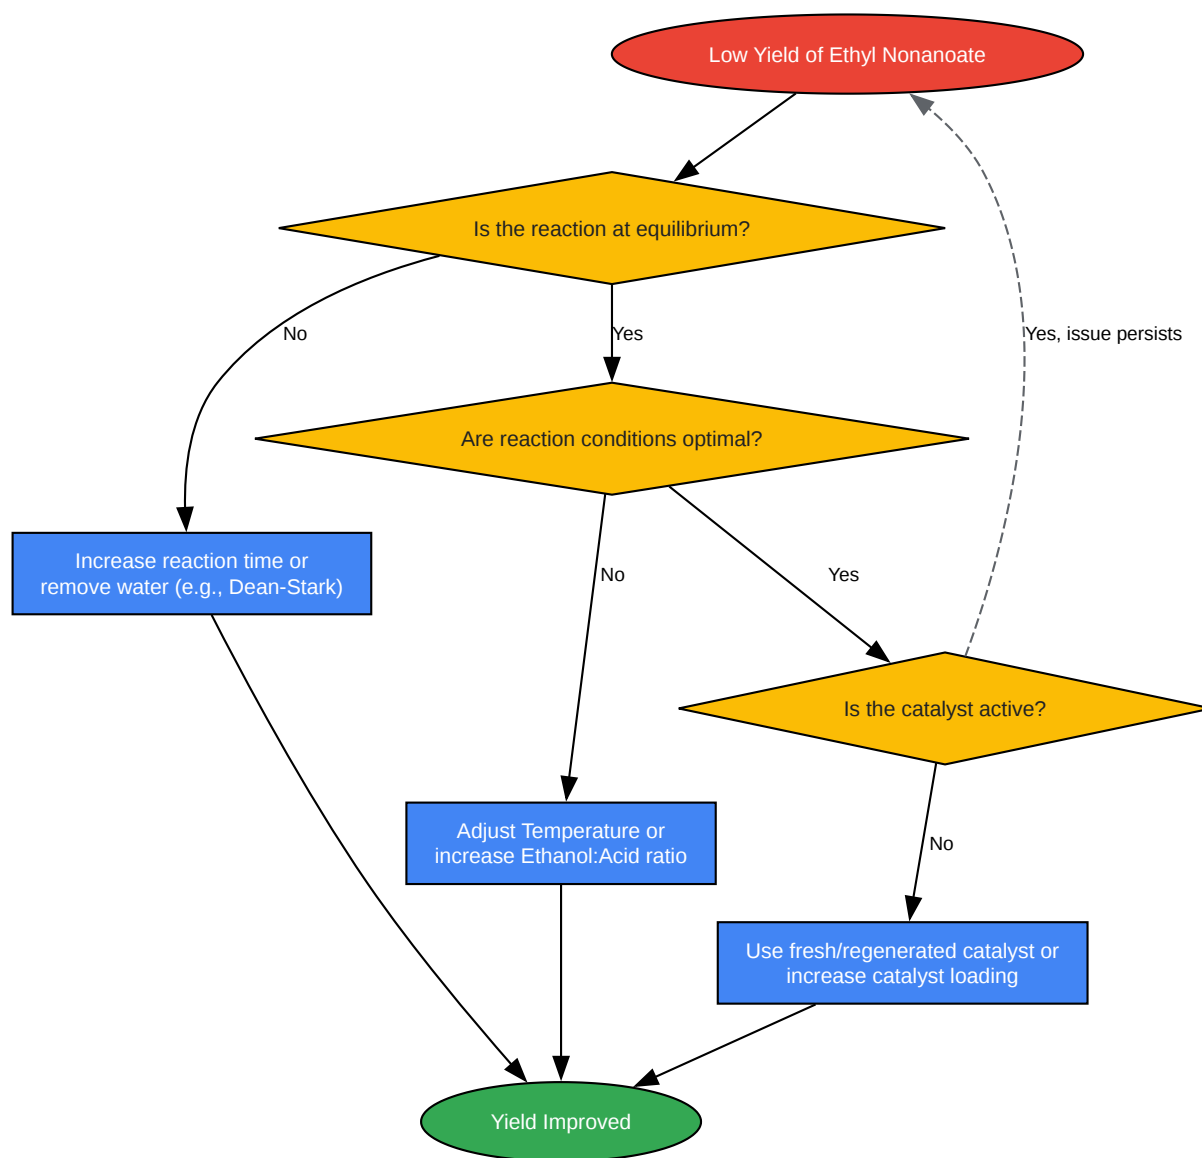 Low Yield of Ethyl Nonanoate
Is the reaction at equilibrium?
No
Yes
Yes, issue persists
Are reaction conditions optimal?
Increase reaction time or
remove water (e.g., Dean-Stark)
No
Yes
Is the catalyst active?
Adjust Temperature or
increase Ethanol:Acid ratio
No
Use fresh/regenerated catalyst or
increase catalyst loading
Yield Improved